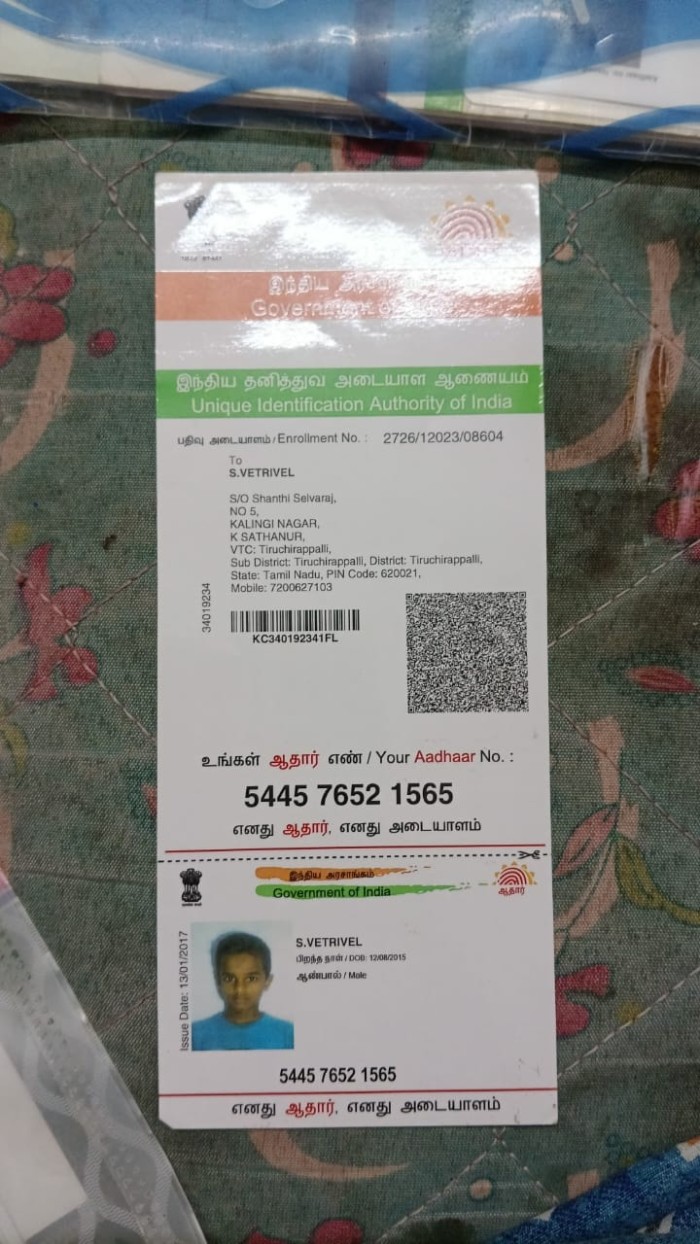 இந்திய
Government of
இந்திய தனித்துவ அடையாள ஆணையம்
Unique Identification Authority of India
பதிவு அடையாளம் / Enrollment No. : 2726/12023/08604
To
S.VETRIVEL
S/O Shanthi Selvaraj,
NO 5,
KALINGI NAGAR,
K SATHANUR,
VTC: Tiruchirappalli,
Sub District: Tiruchirappalli, District: Tiruchirappalli,
State: Tamil Nadu, PIN Code: 620021,
Mobile: 7200627103
34019234
KC340192341FL
உங்கள் ஆதார் எண் / Your Aadhaar No. :
5445 7652 1565
எனது ஆதார், எனது அடையாளம்
இந்திய அரசாங்கம்
Government of India
ஆதார்
Issue Date: 13/01/2017
S.VETRIVEL
பிறந்த நாள் / DOB: 12/08/2015
ஆண்பால் / Male
5445 7652 1565
எனது ஆதார், எனது அடையாளம்